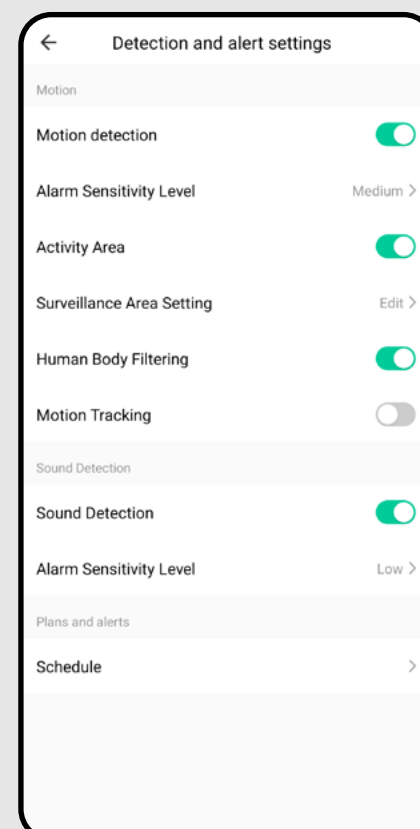 Detection and alert settings
Motion
Motion detection
Alarm Sensitivity Level Medium >
Activity Area
Surveillance Area Setting Edit >
Human Body Filtering
Motion Tracking
Sound Detection
Sound Detection
Alarm Sensitivity Level Low >
Plans and alerts
Schedule >